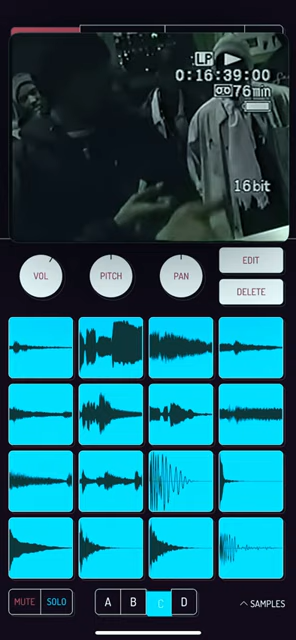 LP
0:16:39:00
76min
16bit
VOL
PITCH
PAN
EDIT
DELETE
MUTE SOLO
A B C D
SAMPLES